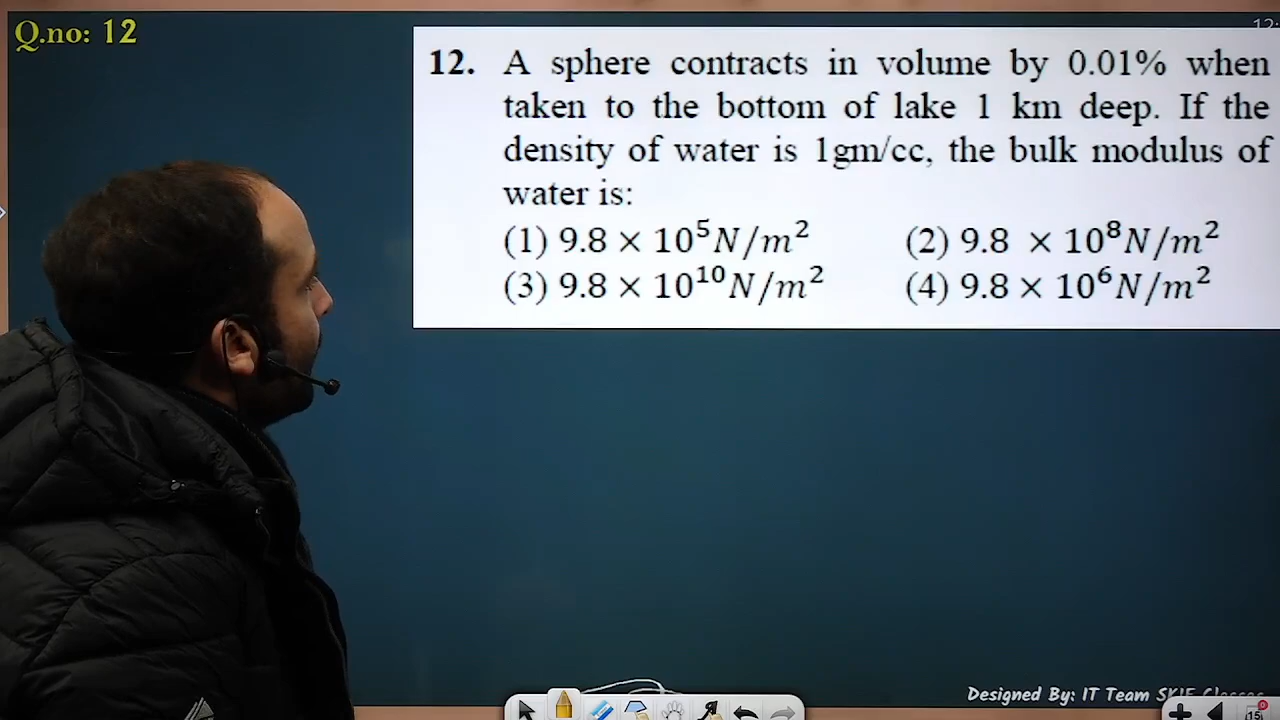 Q.no: 12
12. A sphere contracts in volume by 0.01% when
taken to the bottom of lake 1 km deep. If the
density of water is 1gm/cc, the bulk modulus of
water is:
(1) 9.8 × 10⁵N/m² (2) 9.8 × 10⁸N/m²
(3) 9.8 × 10¹⁰N/m² (4) 9.8 × 10⁶N/m²
Designed By: IT Team